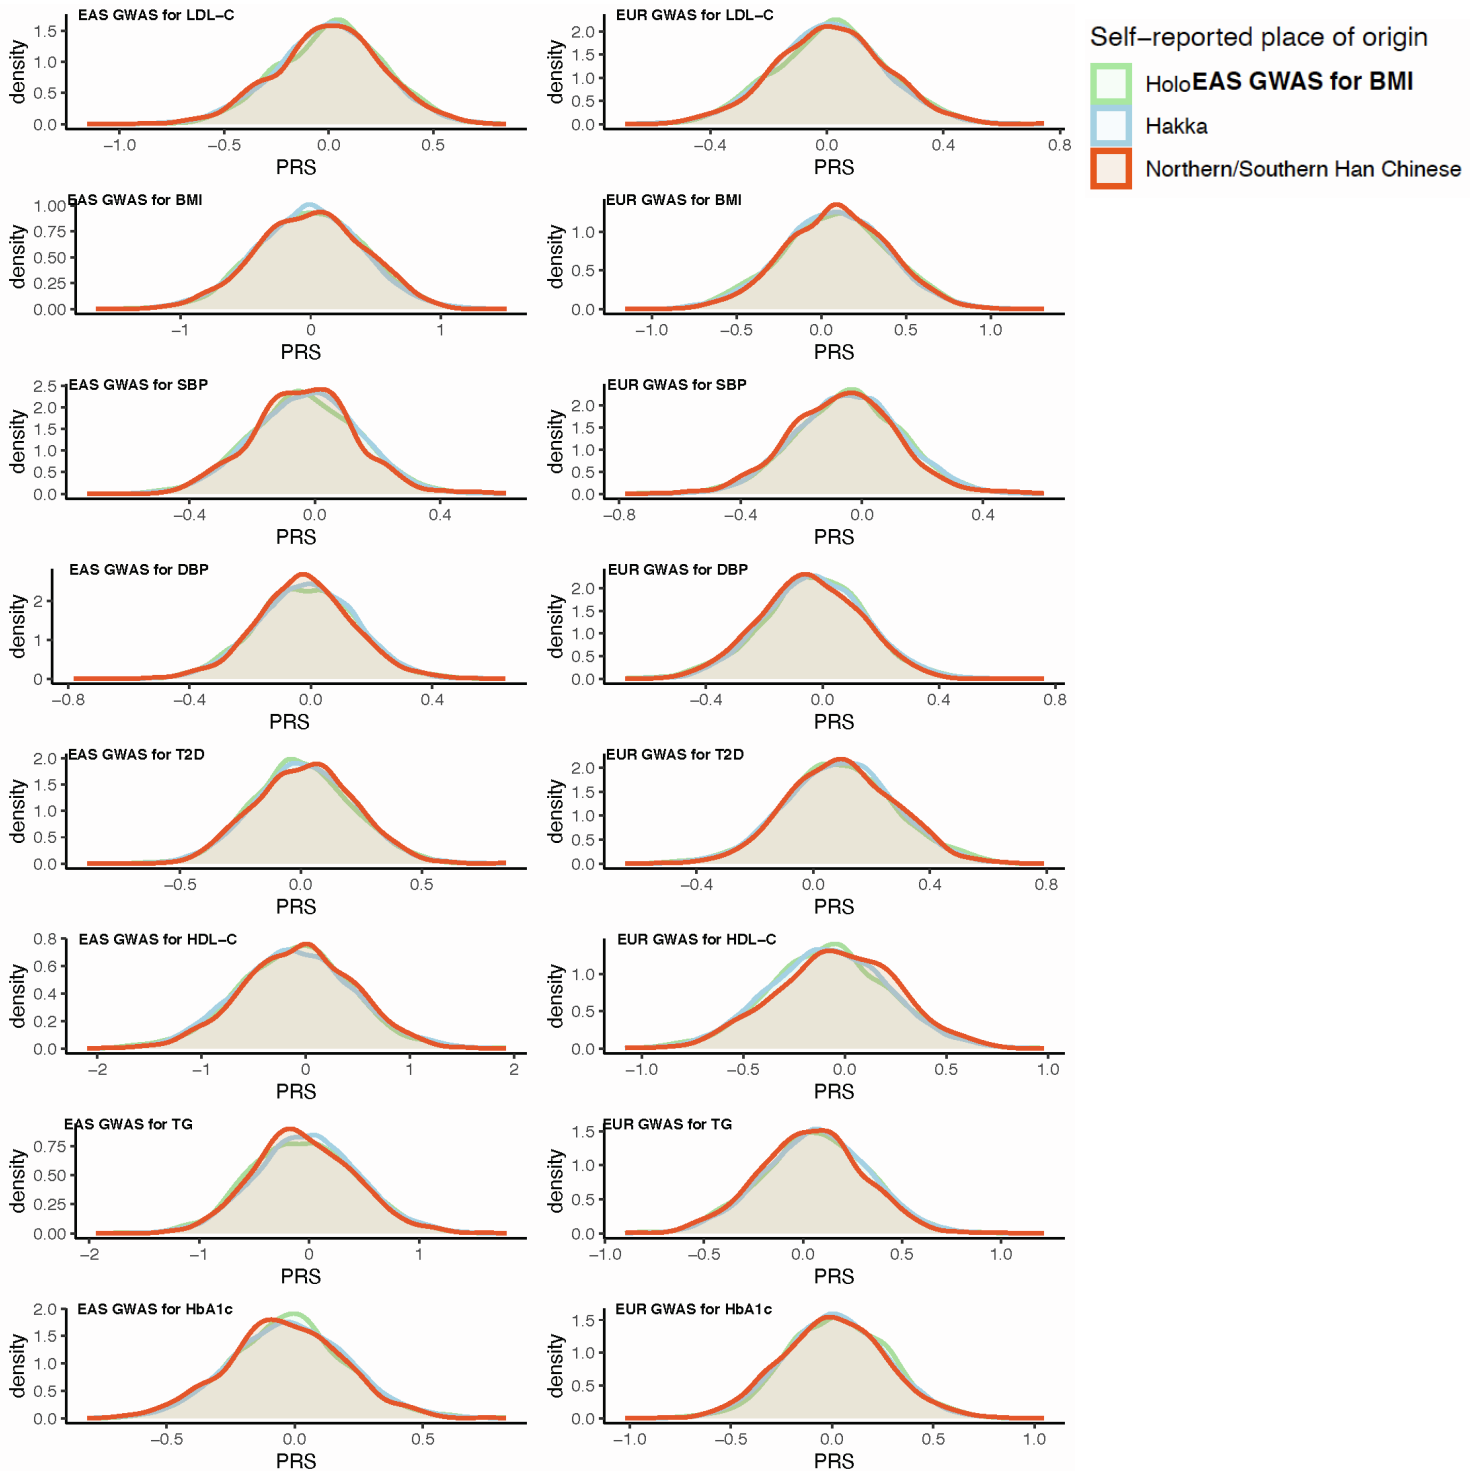 EAS GWAS for LDL-C
density
1.5
1.0
0.5
0.0
−1.0 −0.5 0.0 0.5
PRS
EUR GWAS for LDL-C
density
2.0
1.5
1.0
0.5
0.0
−0.4 0.0 0.4 0.8
PRS
Self−reported place of origin
HoloEAS GWAS for BMI
Hakka
Northern/Southern Han Chinese
EAS GWAS for BMI
density
1.00
0.75
0.50
0.25
0.00
−1 0 1
PRS
EUR GWAS for BMI
density
1.0
0.5
0.0
−1.0 −0.5 0.0 0.5 1.0
PRS
EAS GWAS for SBP
density
2.5
2.0
1.5
1.0
0.5
0.0
−0.4 0.0 0.4
PRS
EUR GWAS for SBP
density
2.0
1.5
1.0
0.5
0.0
−0.8 −0.4 0.0 0.4
PRS
EAS GWAS for DBP
density
2
1
0
−0.8 −0.4 0.0 0.4
PRS
EUR GWAS for DBP
density
2.0
1.5
1.0
0.5
0.0
−0.4 0.0 0.4 0.8
PRS
EAS GWAS for T2D
density
2.0
1.5
1.0
0.5
0.0
−0.5 0.0 0.5
PRS
EUR GWAS for T2D
density
2.0
1.5
1.0
0.5
0.0
−0.4 0.0 0.4 0.8
PRS
EAS GWAS for HDL−C
density
0.8
0.6
0.4
0.2
0.0
−2 −1 0 1 2
PRS
EUR GWAS for HDL−C
density
1.0
0.5
0.0
−1.0 −0.5 0.0 0.5 1.0
PRS
EAS GWAS for TG
density
0.75
0.50
0.25
0.00
−2 −1 0 1
PRS
EUR GWAS for TG
density
1.5
1.0
0.5
0.0
−1.0 −0.5 0.0 0.5 1.0
PRS
EAS GWAS for HbA1c
density
2.0
1.5
1.0
0.5
0.0
−0.5 0.0 0.5
PRS
EUR GWAS for HbA1c
density
1.5
1.0
0.5
0.0
−1.0 −0.5 0.0 0.5 1.0
PRS